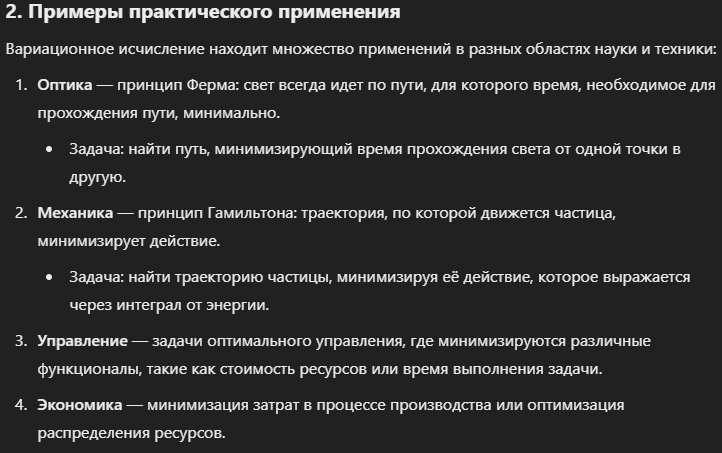 2. Примеры практического применения
Вариационное исчисление находит множество применений в разных областях науки и техники:
1. Оптика — принцип Ферма: свет всегда идет по пути, для которого время, необходимое для
прохождения пути, минимально.
• Задача: найти путь, минимизирующий время прохождения света от одной точки в
другую.
2. Механика — принцип Гамильтона: траектория, по которой движется частица,
минимизирует действие.
• Задача: найти траекторию частицы, минимизируя её действие, которое выражается
через интеграл от энергии.
3. Управление — задачи оптимального управления, где минимизируются различные
функционалы, такие как стоимость ресурсов или время выполнения задачи.
4. Экономика — минимизация затрат в процессе производства или оптимизация
распределения ресурсов.